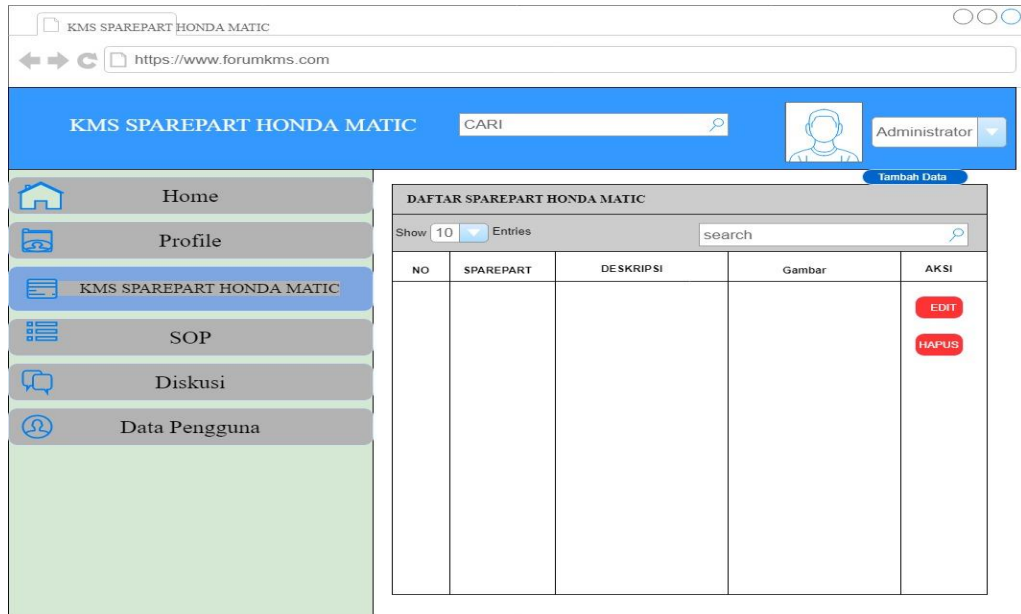 KMS SPAREPART HONDA MATIC
https://www.forumkms.com
KMS SPAREPART HONDA MATIC
CARI
Administrator
Tambah Data
Home
Profile
KMS SPAREPART HONDA MATIC
SOP
Diskusi
Data Pengguna
DAFTAR SPAREPART HONDA MATIC
Show 10 Entries
search
NO SPAREPART DESKRIPSI Gambar AKSI
EDIT
HAPUS